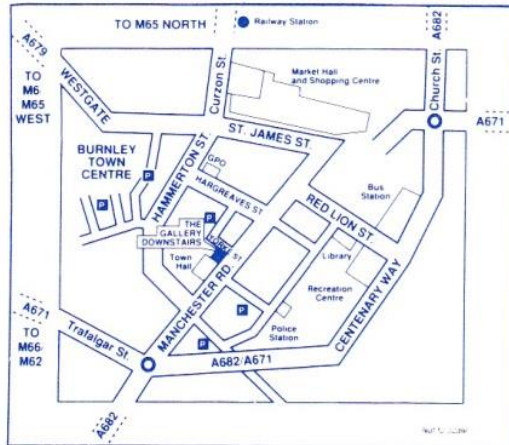 TO M65 NORTH
Railway Station
A682
A679
TO
M6
M65
WEST
WESTGATE
Curzon St.
Market Hall
and Shopping Centre
Church St.
A671
ST. JAMES ST.
BURNLEY
TOWN
CENTRE
P
P
HAMMERTON ST.
GPO
HARGREAVES ST
Bus
Station
RED LION ST.
P
THE
GALLERY
DOWNSTAIRS
ST
Town
Hall
MANCHESTER RD.
Library
Recreation
Centre
CENTENARY WAY
A671
TO
M66
M62
Trafalgar St.
P
P
Police
Station
A682/A671
A682